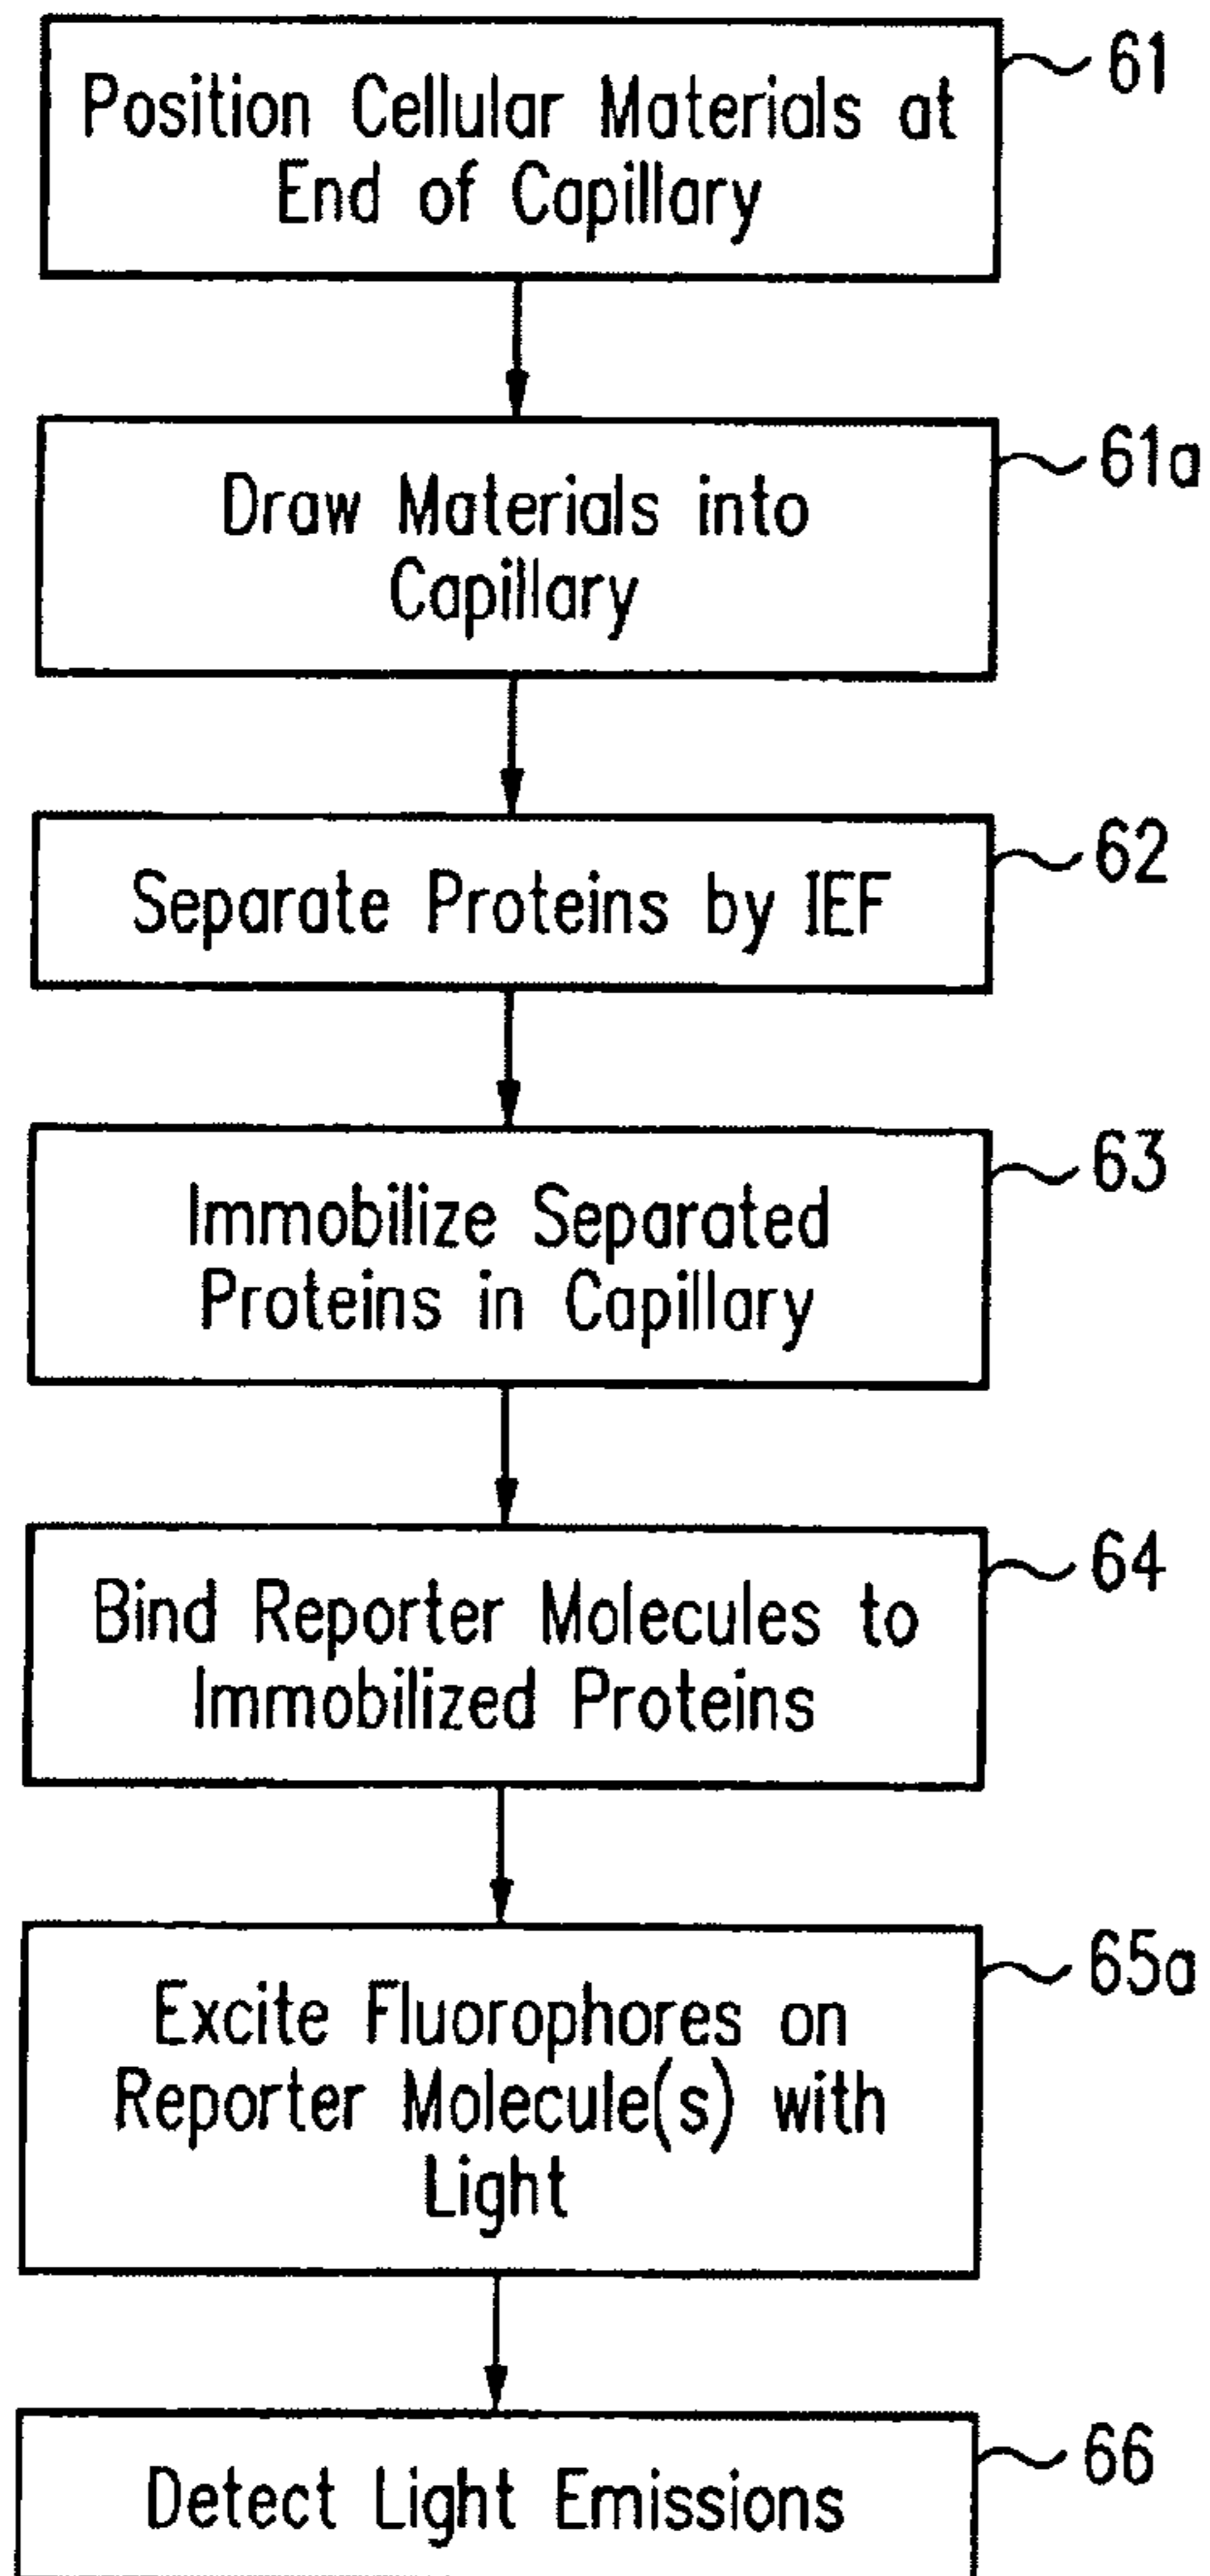 61
Position Cellular Materials at
End of Capillary
61a
Draw Materials into
Capillary
62
Separate Proteins by IEF
63
Immobilize Separated
Proteins in Capillary
64
Bind Reporter Molecules to
Immobilized Proteins
65a
Excite Fluorophores on
Reporter Molecule(s) with
Light
66
Detect Light Emissions